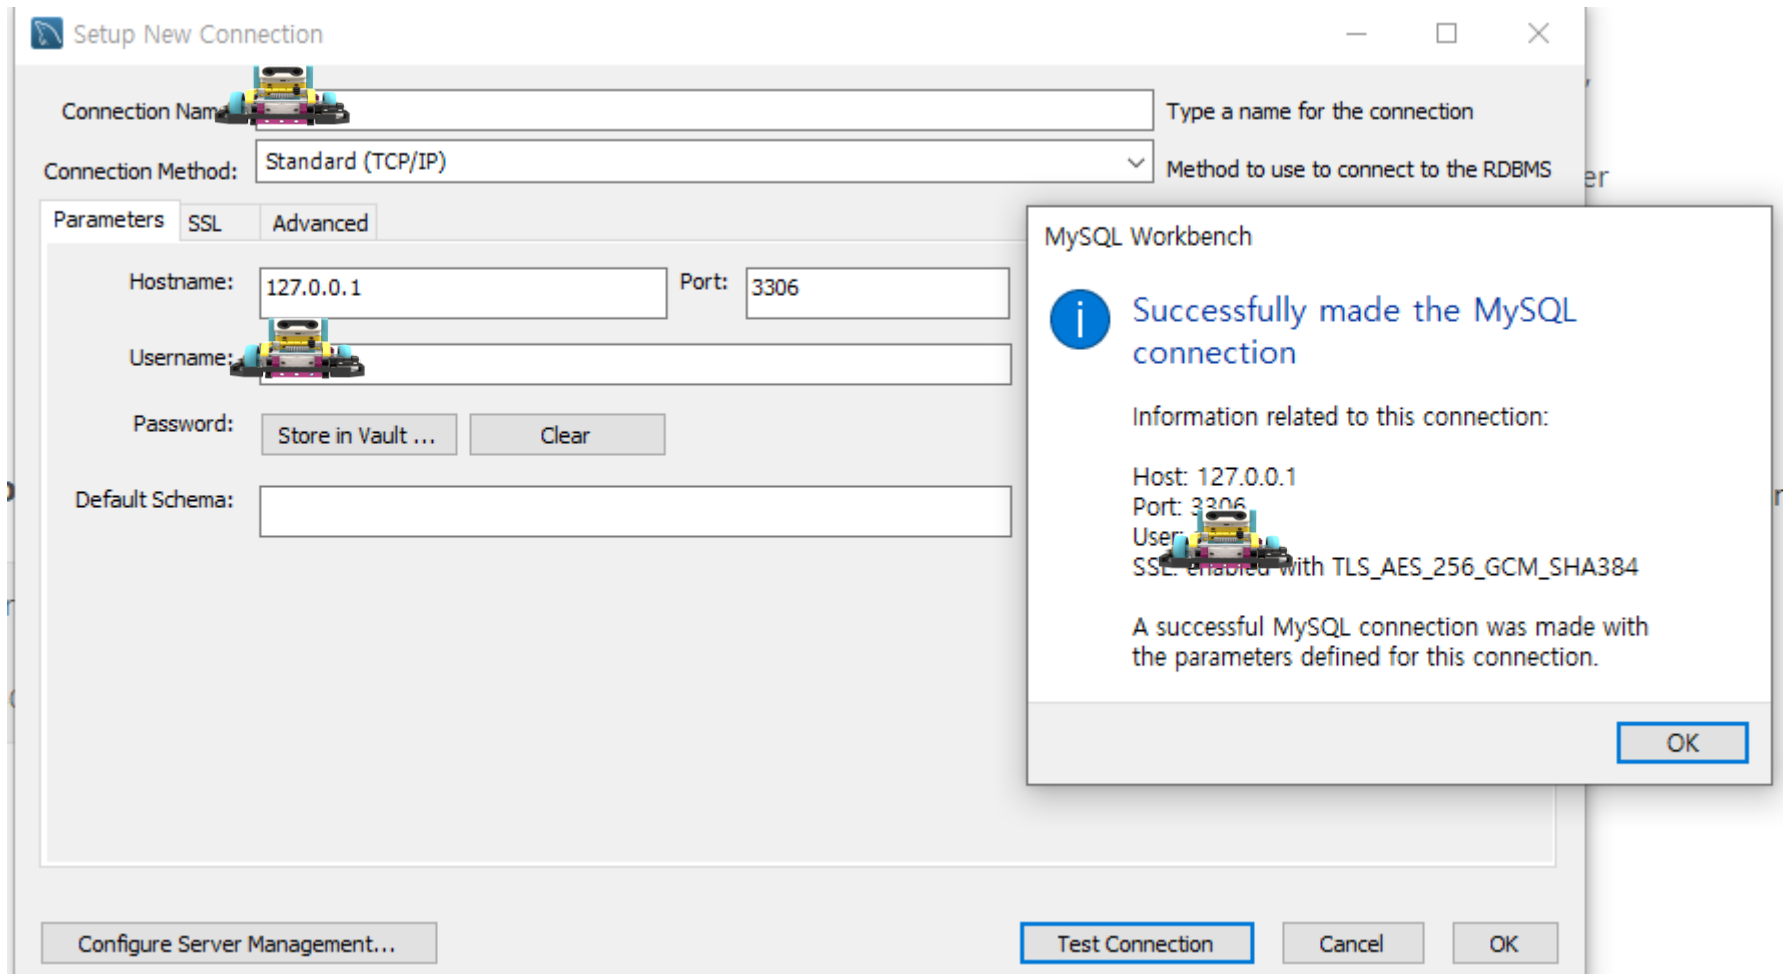 Setup New Connection
Connection Nam
Type a name for the connection
Connection Method:
Standard (TCP/IP)
Method to use to connect to the RDBMS
Parameters
SSL
Advanced
Hostname:
127.0.0.1
Port:
3306
Username:
Password:
Store in Vault ...
Clear
Default Schema:
Configure Server Management...
Test Connection
Cancel
OK
MySQL Workbench
Successfully made the MySQL
connection
Information related to this connection:
Host: 127.0.0.1
Port: 3306
User:
SSL: enabled with TLS_AES_256_GCM_SHA384
A successful MySQL connection was made with
the parameters defined for this connection.
OK
er